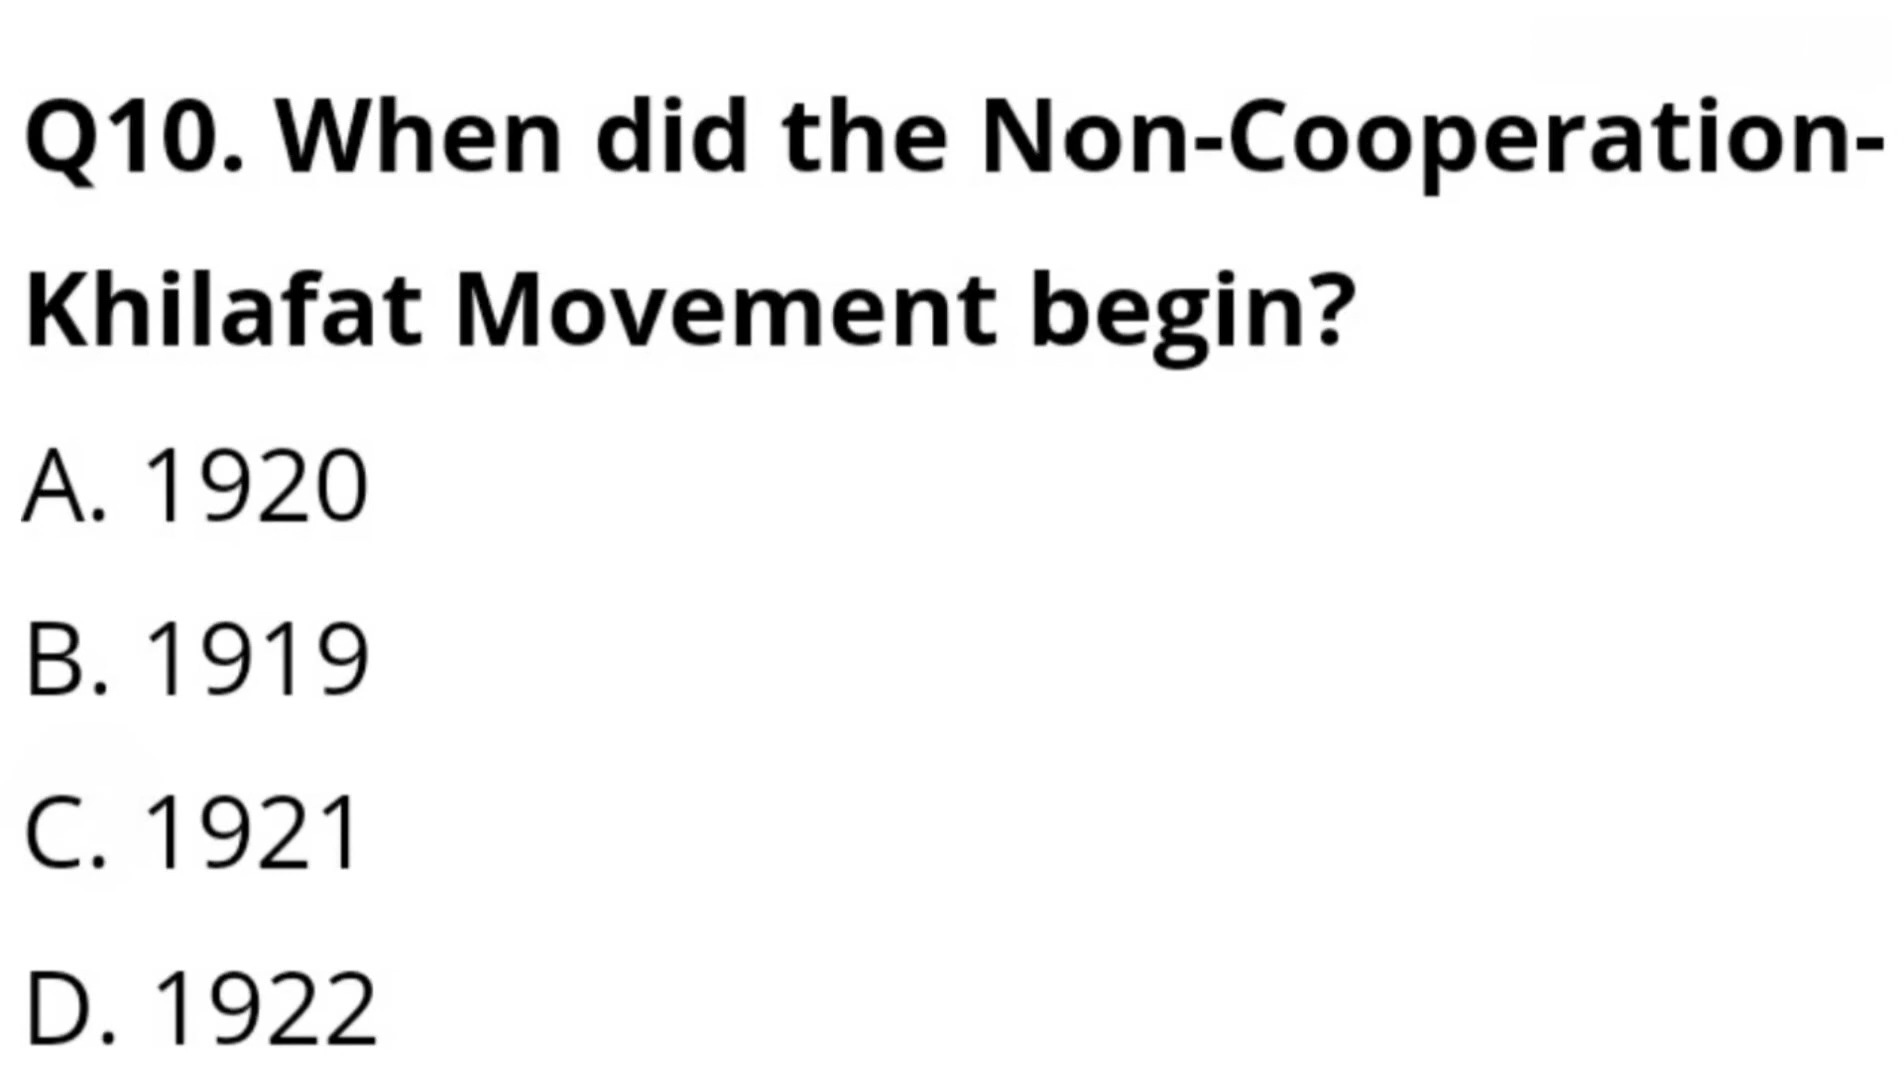 Q10. When did the Non-Cooperation-
Khilafat Movement begin?
A. 1920
B. 1919
C. 1921
D. 1922